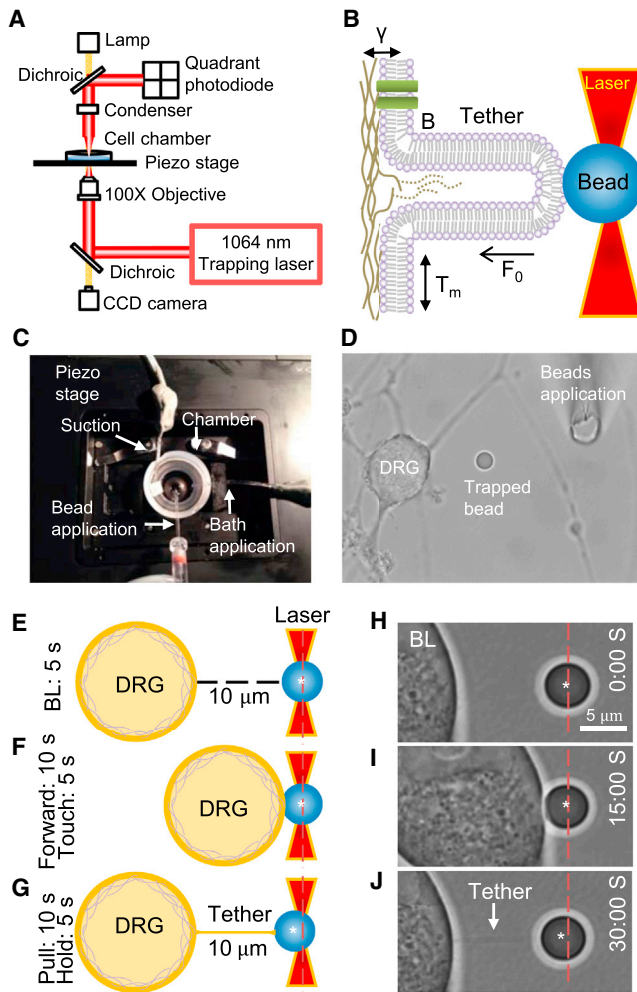 A
Lamp
Dichroic
Quadrant
photodiode
Condenser
Cell chamber
Piezo stage
100X Objective
1064 nm
Trapping laser
Dichroic
CCD camera
B
γ
B
Tether
Laser
Bead
F0
Tm
C
Piezo
stage
Suction
Chamber
Bead
application
Bath
application
D
Beads
application
DRG
Trapped
bead
E
BL: 5 s
DRG
10 μm
Laser
*
F
Forward: 10 s
Touch: 5 s
DRG
*
G
Pull: 10 s
Hold: 5 s
DRG
Tether
10 μm
*
H
BL
*
0:00 S
5 μm
I
*
15:00 S
J
Tether
*
30:00 S